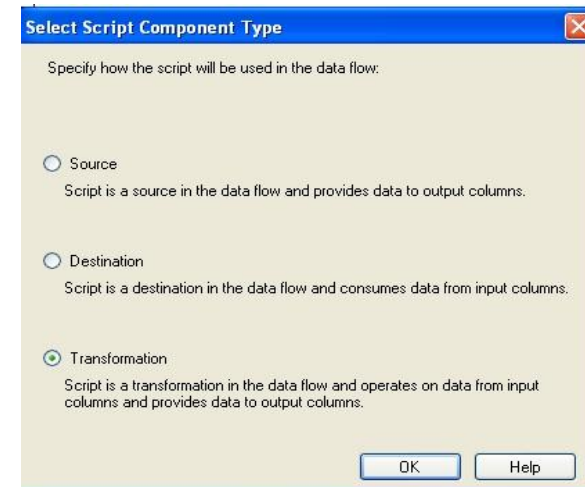 Select Script Component Type
Specify how the script will be used in the data flow:
Source
Script is a source in the data flow and provides data to output columns.
Destination
Script is a destination in the data flow and consumes data from input columns.
Transformation
Script is a transformation in the data flow and operates on data from input
columns and provides data to output columns.
OK Help